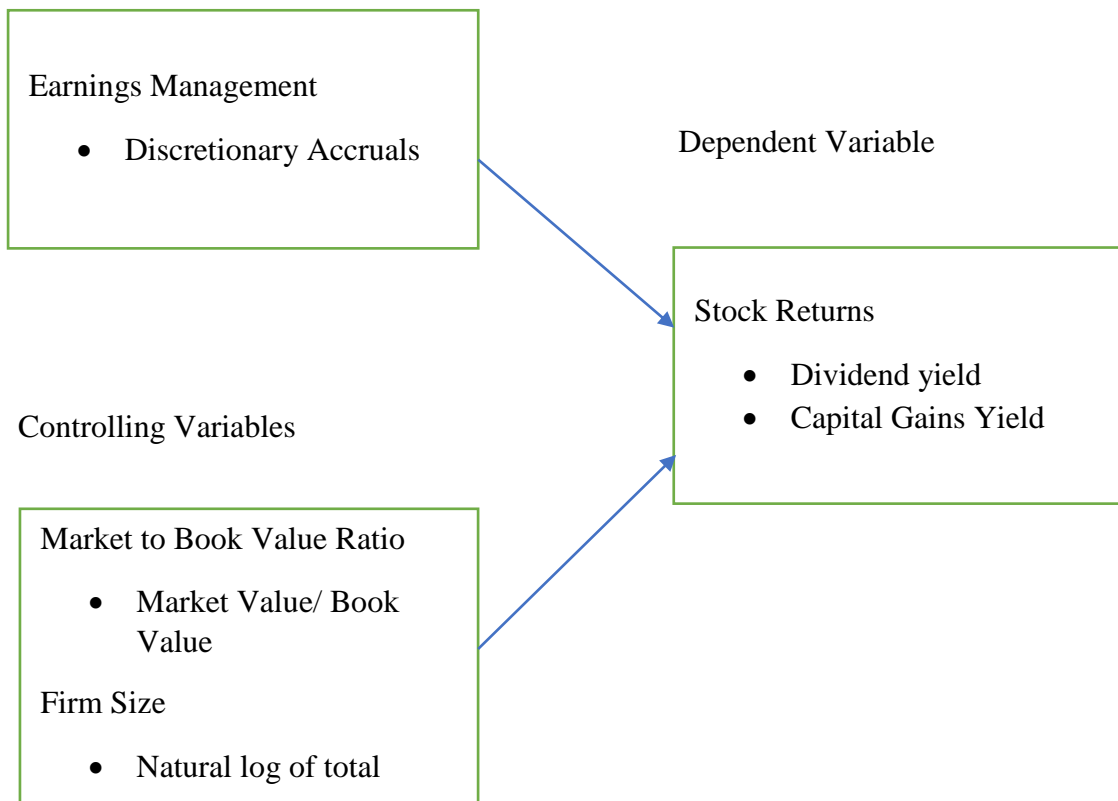 Earnings Management
• Discretionary Accruals
Dependent Variable
Stock Returns
• Dividend yield
• Capital Gains Yield
Controlling Variables
Market to Book Value Ratio
• Market Value/ Book
Value
Firm Size
• Natural log of total